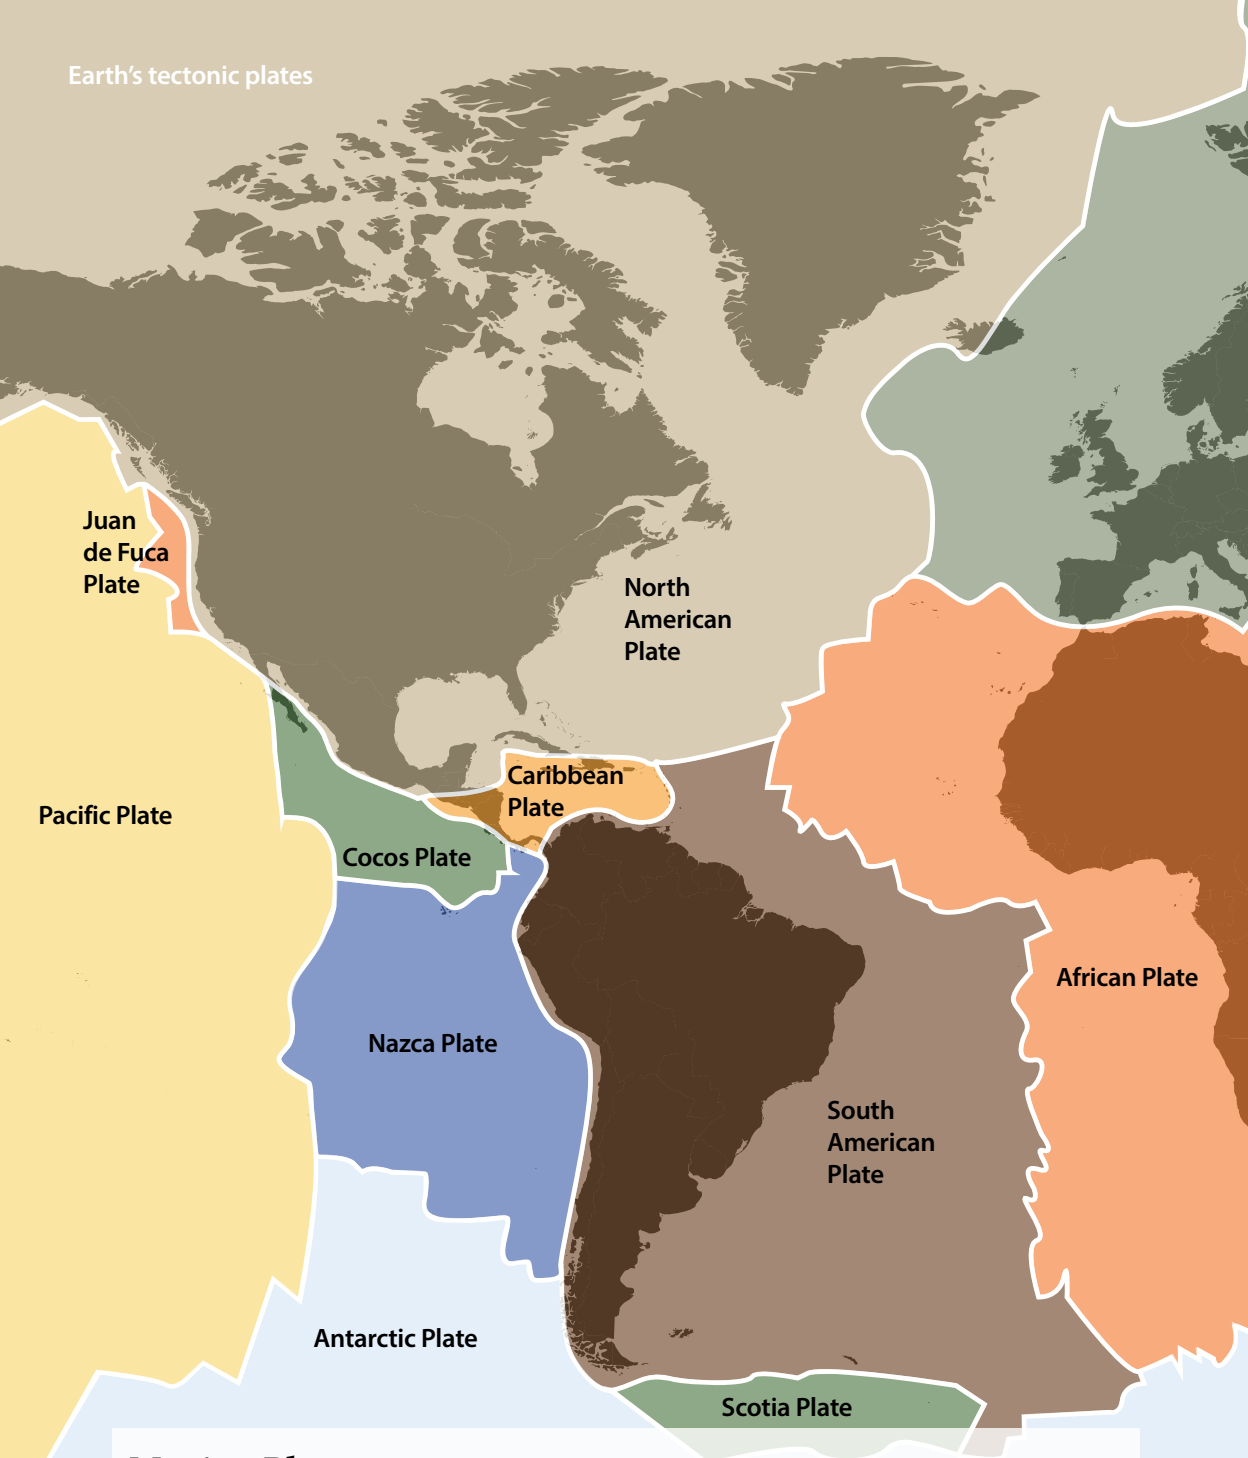 Earth's tectonic plates
Juan
de Fuca
Plate
North
American
Plate
Caribbean
Plate
Pacific Plate
Cocos Plate
African Plate
Nazca Plate
South
American
Plate
Antarctic Plate
Scotia Plate